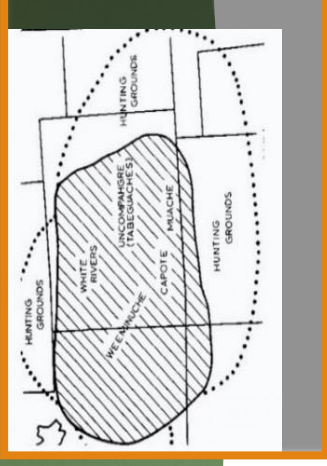 HUNTING
GROUNDS
HUNTING
GROUNDS
WHITE
RIVERS
UNCOMPAHGRE
(TABEGUACHES)
WEEMINUCHE
CAPOTE
MUACHE
HUNTING
GROUNDS